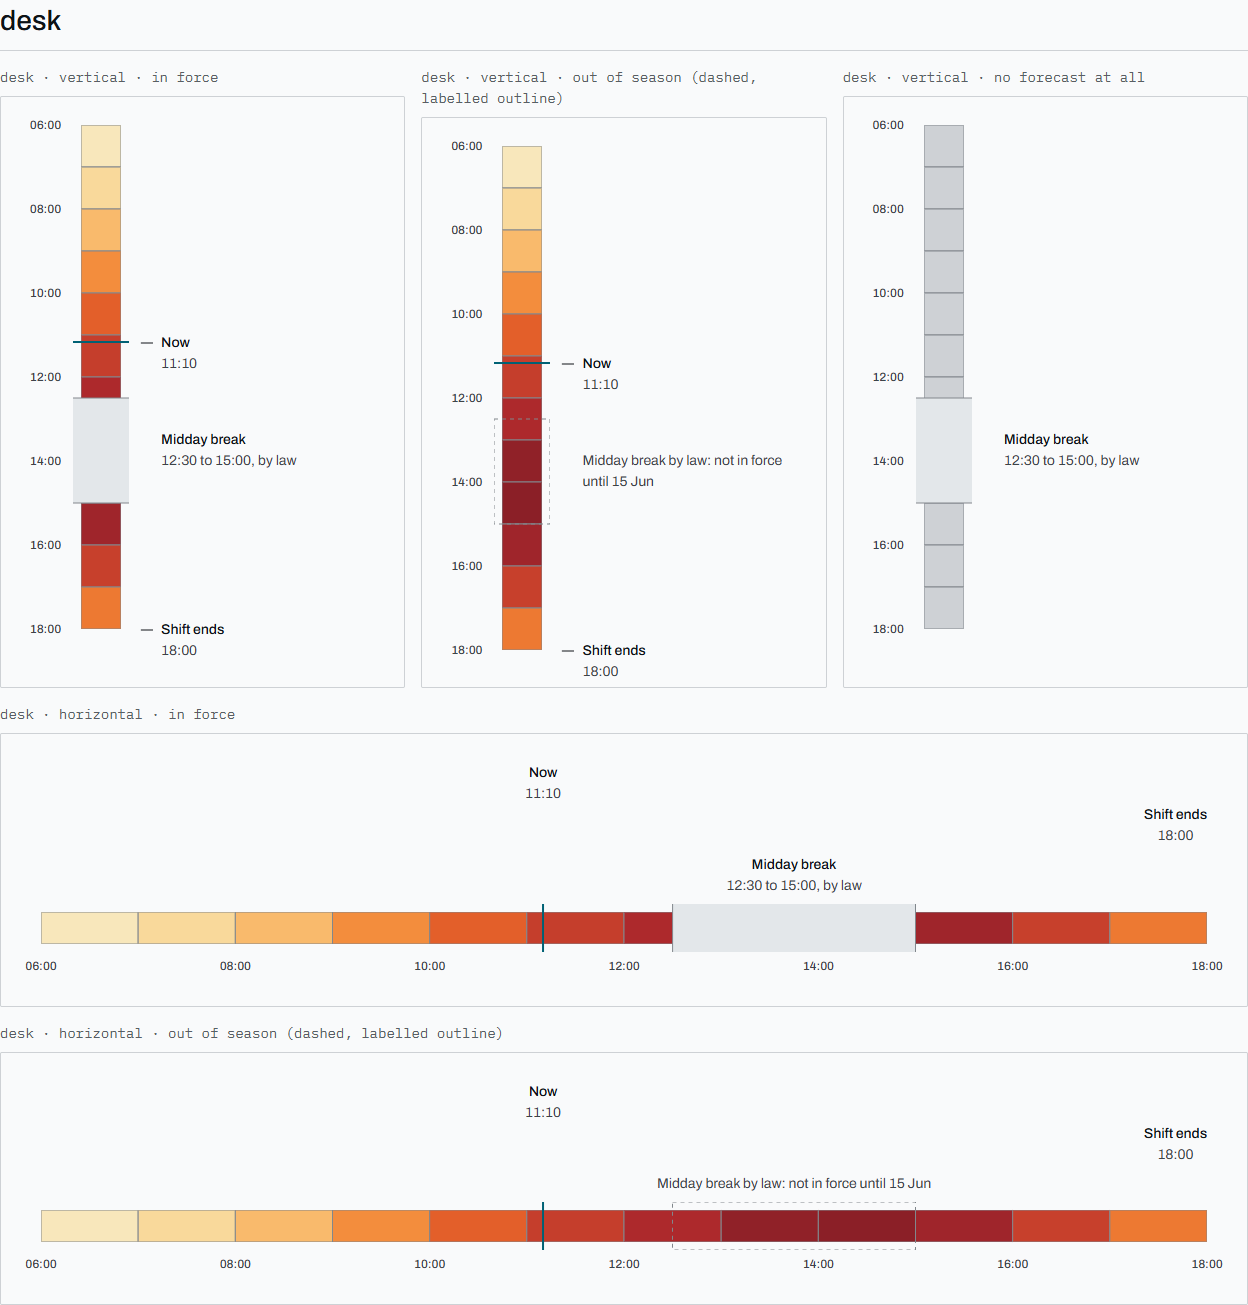 desk
desk · vertical · in force
06:00
08:00
10:00
Now
11:10
12:00
Midday break
14:00
12:30 to 15:00, by law
16:00
18:00
Shift ends
18:00
desk · vertical · out of season (dashed,
labelled outline)
06:00
08:00
10:00
Now
11:10
12:00
Midday break by law: not in force
14:00
until 15 Jun
16:00
18:00
Shift ends
18:00
desk · vertical · no forecast at all
06:00
08:00
10:00
12:00
Midday break
14:00
12:30 to 15:00, by law
16:00
18:00
desk · horizontal · in force
Now
11:10
Shift ends
18:00
Midday break
12:30 to 15:00, by law
06:00 08:00 10:00 12:00 14:00 16:00 18:00
desk · horizontal · out of season (dashed, labelled outline)
Now
11:10
Shift ends
18:00
Midday break by law: not in force until 15 Jun
06:00 08:00 10:00 12:00 14:00 16:00 18:00